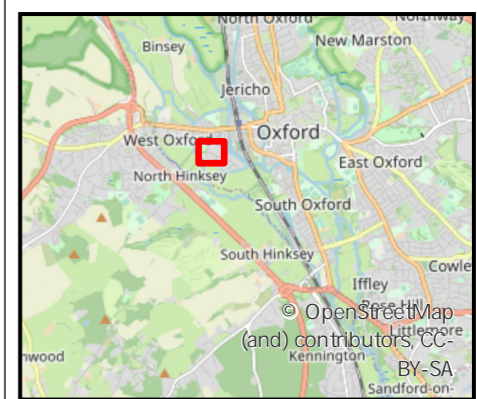 North Oxford
Northway
Binsey
New Marston
Jericho
West Oxford
Oxford
East Oxford
North Hinksey
South Oxford
South Hinksey
Cowle
Iffley
Rose Hill
© OpenStreetMap
(and) contributors, CC-
BY-SA
Littlemore
nwood
Kennington
Sandford-on-